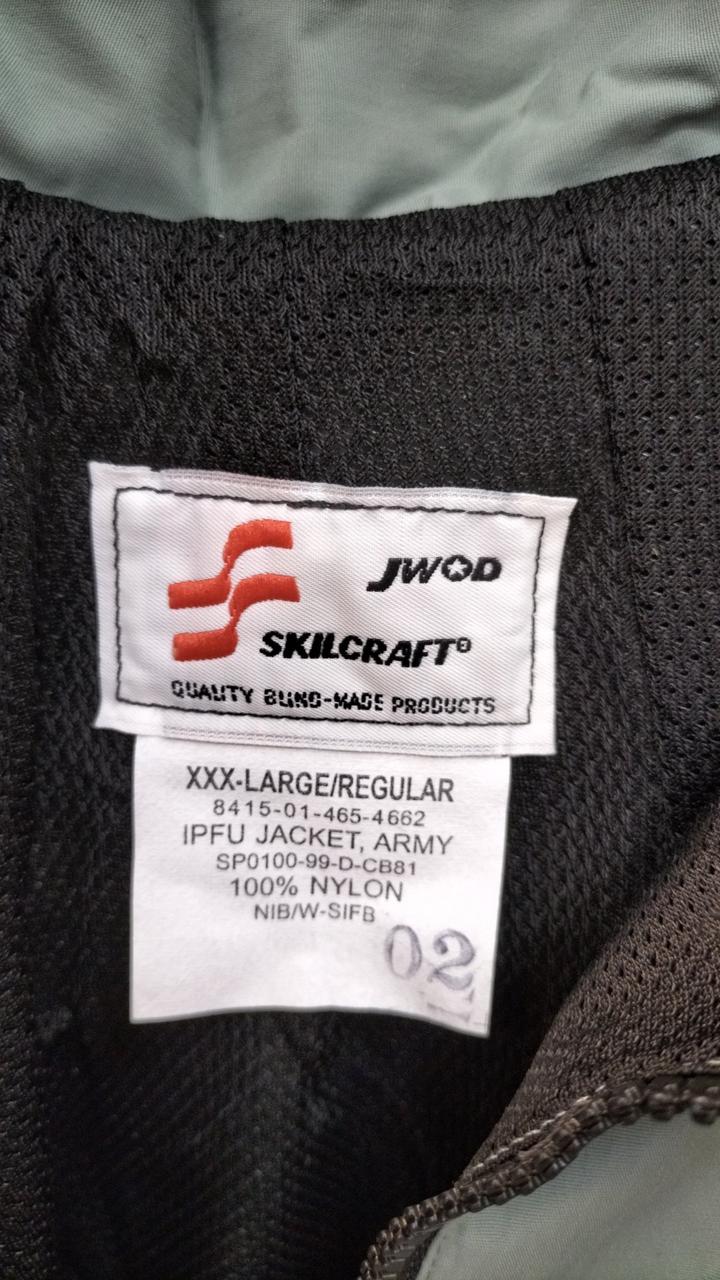 JWOD
SKILCRAFT®
QUALITY BLIND-MADE PRODUCTS
XXX-LARGE/REGULAR
8415-01-465-4662
IPFU JACKET, ARMY
SP0100-99-D-CB81
100% NYLON
NIB/W-SIFB
02